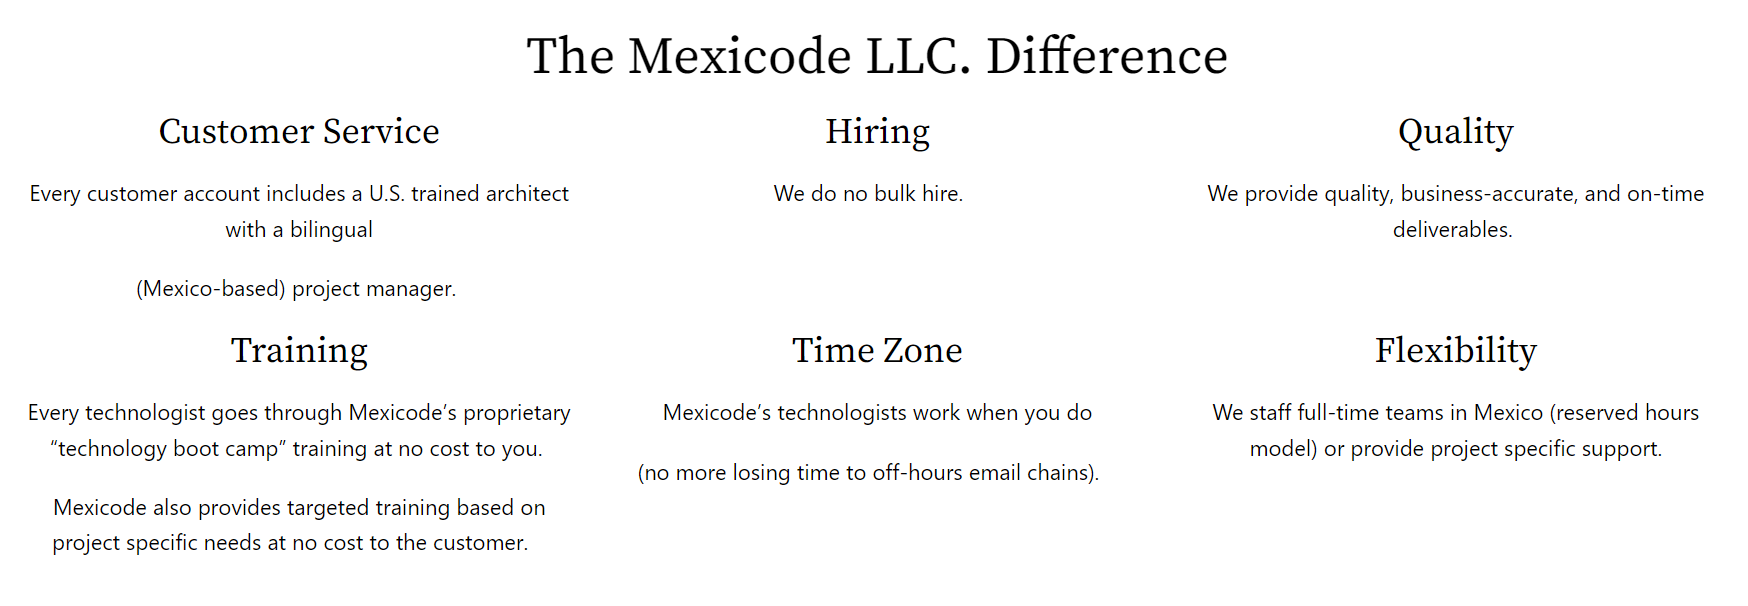 The Mexicode LLC. Difference
Customer Service
Every customer account includes a U.S. trained architect
with a bilingual
(Mexico-based) project manager.
Hiring
We do no bulk hire.
Quality
We provide quality, business-accurate, and on-time
deliverables.
Training
Every technologist goes through Mexicode’s proprietary
“technology boot camp” training at no cost to you.
Mexicode also provides targeted training based on
project specific needs at no cost to the customer.
Time Zone
Mexicode’s technologists work when you do
(no more losing time to off-hours email chains).
Flexibility
We staff full-time teams in Mexico (reserved hours
model) or provide project specific support.